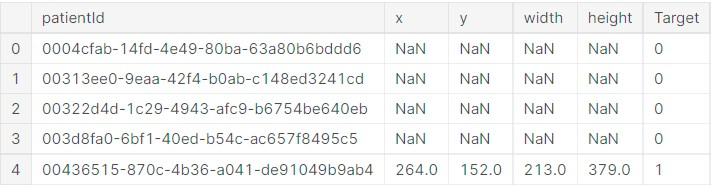 patientId x y width height Target
0 0004cfab-14fd-4e49-80ba-63a80b6bddd6 NaN NaN NaN NaN 0
1 00313ee0-9eaa-42f4-b0ab-c148ed3241cd NaN NaN NaN NaN 0
2 00322d4d-1c29-4943-afc9-b6754be640eb NaN NaN NaN NaN 0
3 003d8fa0-6bf1-40ed-b54c-ac657f8495c5 NaN NaN NaN NaN 0
4 00436515-870c-4b36-a041-de91049b9ab4 264.0 152.0 213.0 379.0 1